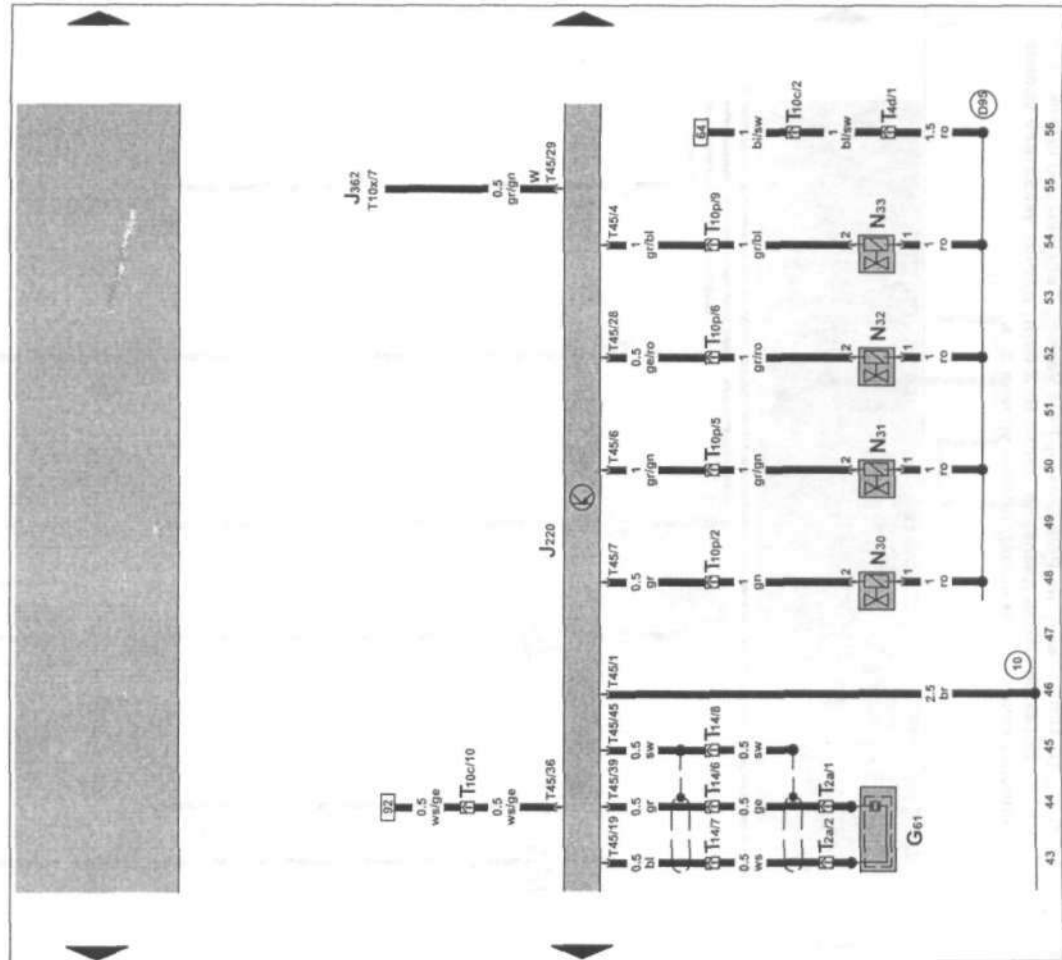 J362
T10x/7
92
0.5
ws/ge
T10c/10
0.5 0.5
ws/ge gr/gn
W
T45/36 J220 T45/29
K
T45/19 T45/39 T45/45 T45/1 T45/7 T45/6 T45/28 T45/4
0.5 0.5 0.5 0.5 1 0.5 1
bl gr sw gr gr/gn ge/ro gr/bl
64
T14/7 T14/6 T14/8 T10p/2 T10p/5 T10p/6 T10p/9
0.5 0.5 0.5 1 1 1 1 1
ws ge sw gn gr/gn gr/ro gr/bl bl/sw
T10c/2
T2a/2 T2a/1 1
2 2 2 2 bl/sw
N30 N31 N32 N33 T4d/1
G61 1 1 1 1
2.5 1 1 1 1 1.5
br ro ro ro ro ro
D95
10
43 44 45 46 47 48 49 50 51 52 53 54 55 56